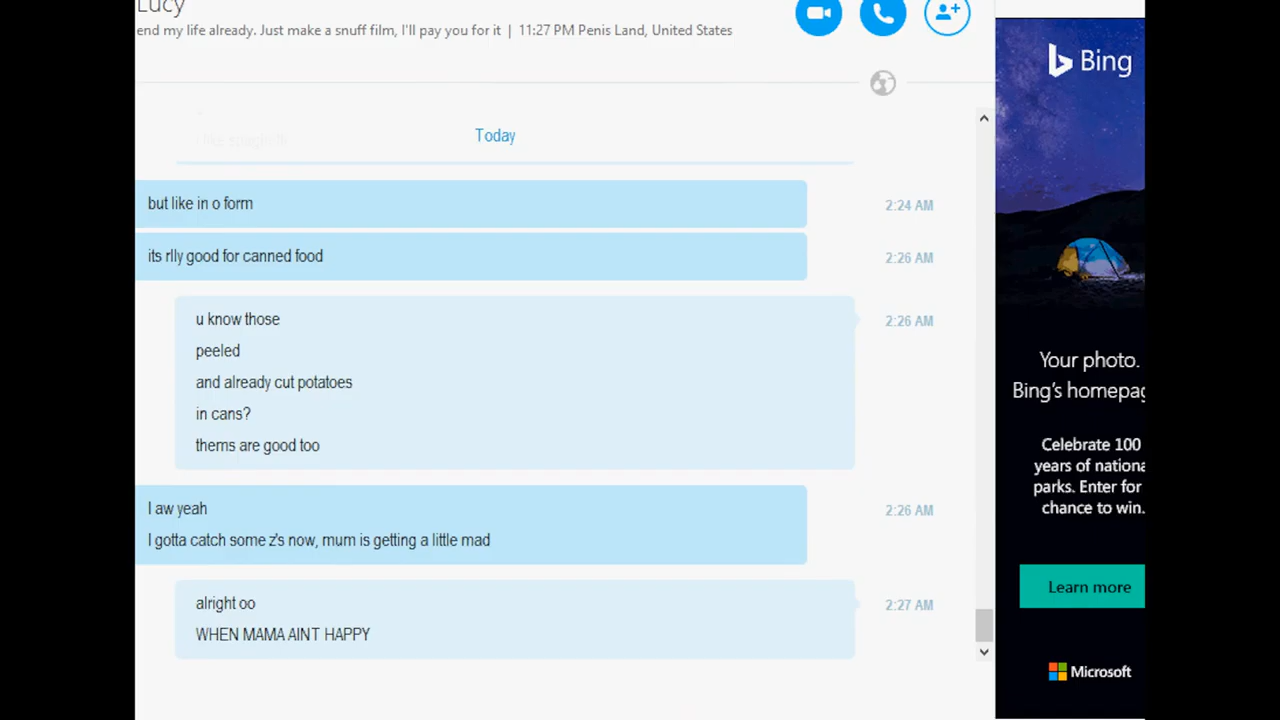 Lucy
end my life already. Just make a snuff film, I'll pay you for it | 11:27 PM Penis Land, United States
Today
but like in o form
2:24 AM
its rlly good for canned food
2:26 AM
u know those
2:26 AM
peeled
and already cut potatoes
in cans?
thems are good too
I aw yeah
2:26 AM
I gotta catch some z's now, mum is getting a little mad
alright oo
2:27 AM
WHEN MAMA AINT HAPPY
Bing
Your photo.
Bing's homepag
Celebrate 100
years of nationa
parks. Enter for
chance to win.
Learn more
Microsoft